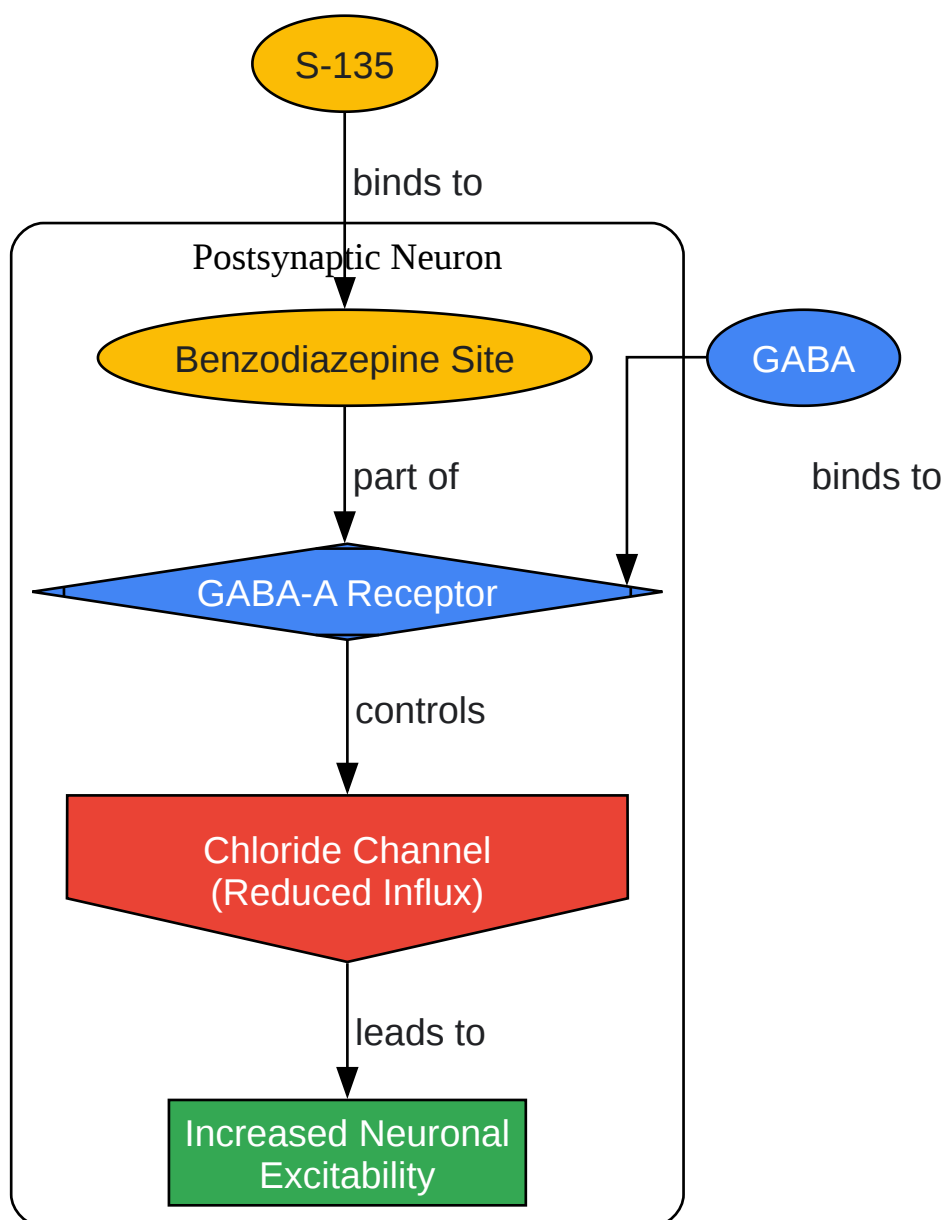 S-135
binds to
Postsynaptic Neuron
Benzodiazepine Site
GABA
part of
binds to
GABA-A Receptor
controls
Chloride Channel
(Reduced Influx)
leads to
Increased Neuronal
Excitability